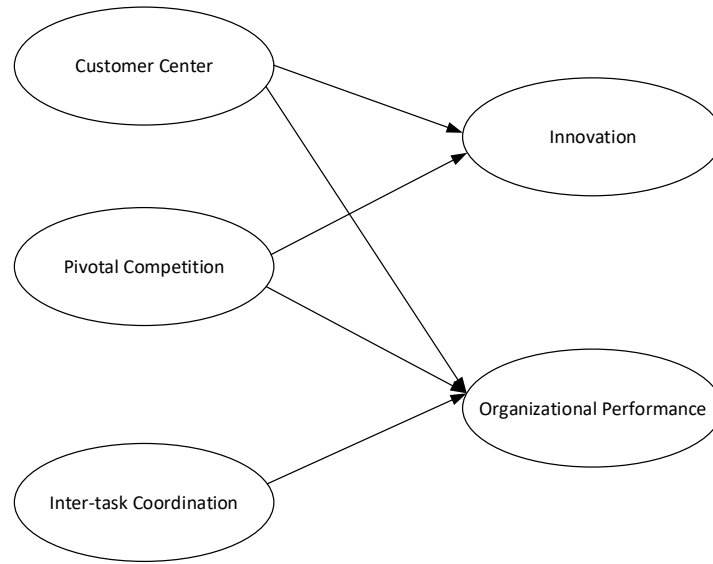 Customer Center
Innovation
Pivotal Competition
Organizational Performance
Inter-task Coordination